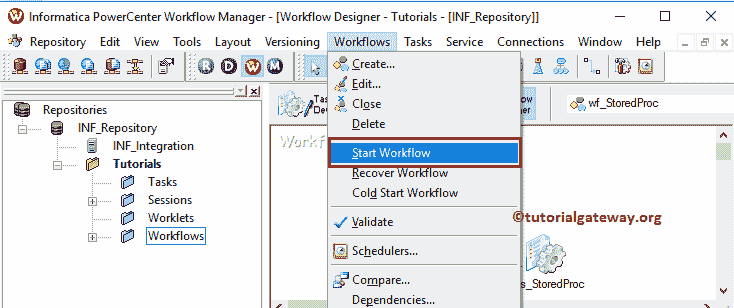 Informatica PowerCenter Workflow Manager - [Workflow Designer - Tutorials - [INF_Repository]]
Repository Edit View Tools Layout Versioning Workflows Tasks Service Connections Window Help
R D W M
wf_StoredProc
Repositories
INF_Repository
INF_Integration
Tutorials
Tasks
Sessions
Worklets
Workflows
Create...
Edit...
Close
Delete
Start Workflow
Recover Workflow
Cold Start Workflow
Validate
Schedulers...
Compare...
Dependencies...
©tutorialgateway.org
s_StoredProc